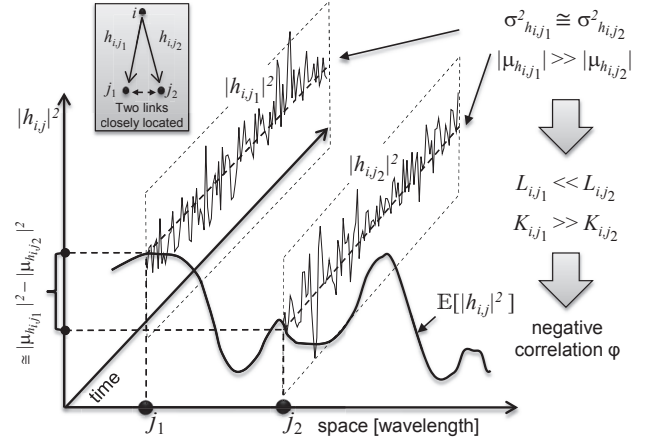 i
h_{i,j_1} h_{i,j_2}
j_1 j_2
Two links
closely located
|h_{i,j}|^2
|h_{i,j_1}|^2
|h_{i,j_2}|^2
σ^2_{h_{i,j_1}} ≅ σ^2_{h_{i,j_2}}
|μ_{h_{i,j_1}}| >> |μ_{h_{i,j_2}}|
L_{i,j_1} << L_{i,j_2}
K_{i,j_1} >> K_{i,j_2}
negative
correlation φ
≅ |μ_{h_{i,j_1}}|^2 − |μ_{h_{i,j_2}}|^2
E[|h_{i,j}|^2]
time
j_1 j_2 space [wavelength]